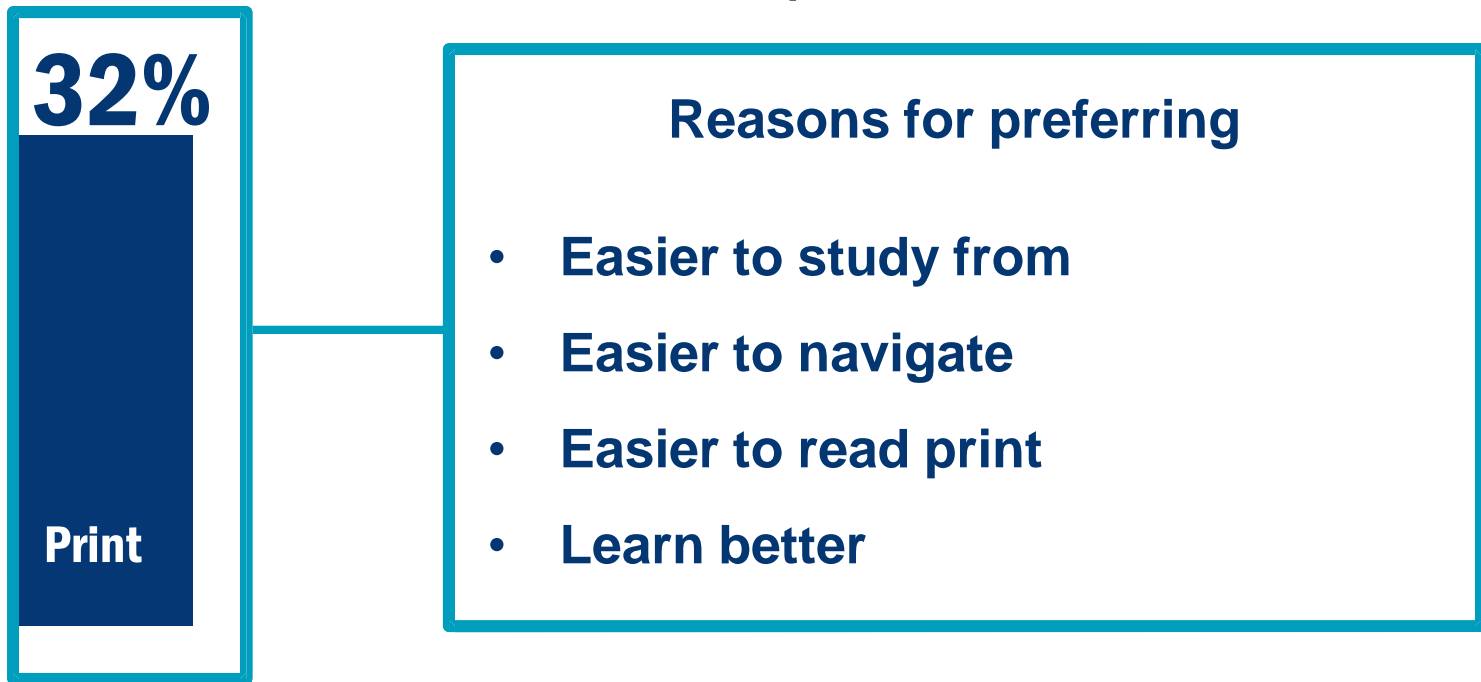 32%
Print
Reasons for preferring
• Easier to study from
• Easier to navigate
• Easier to read print
• Learn better